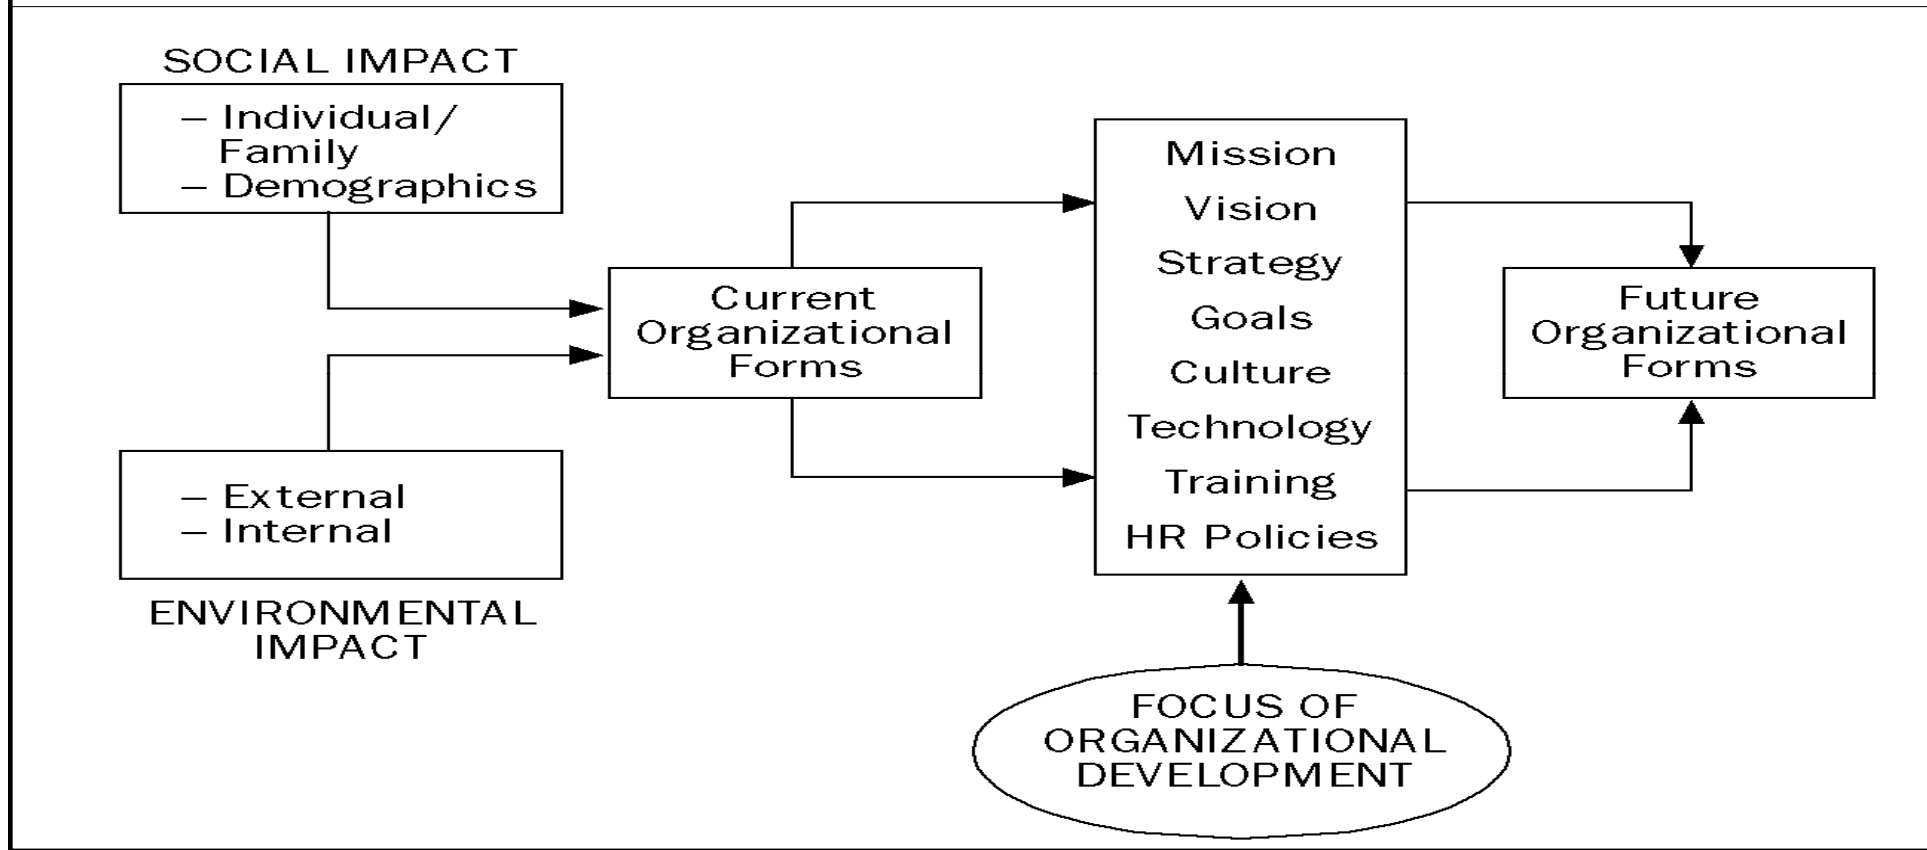 SOCIAL IMPACT
– Individual/
Family
– Demographics
– External
– Internal
ENVIRONMENTAL
IMPACT
Current
Organizational
Forms
Mission
Vision
Strategy
Goals
Culture
Technology
Training
HR Policies
Future
Organizational
Forms
FOCUS OF
ORGANIZATIONAL
DEVELOPMENT